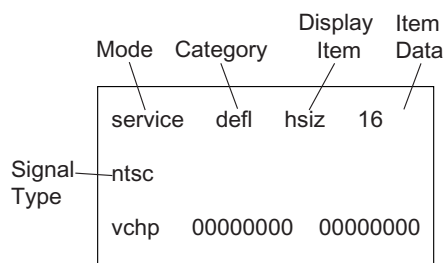 Display Item
Item Data
Mode Category
service defl hsiz 16
Signal Type
ntsc
vchp 00000000 00000000